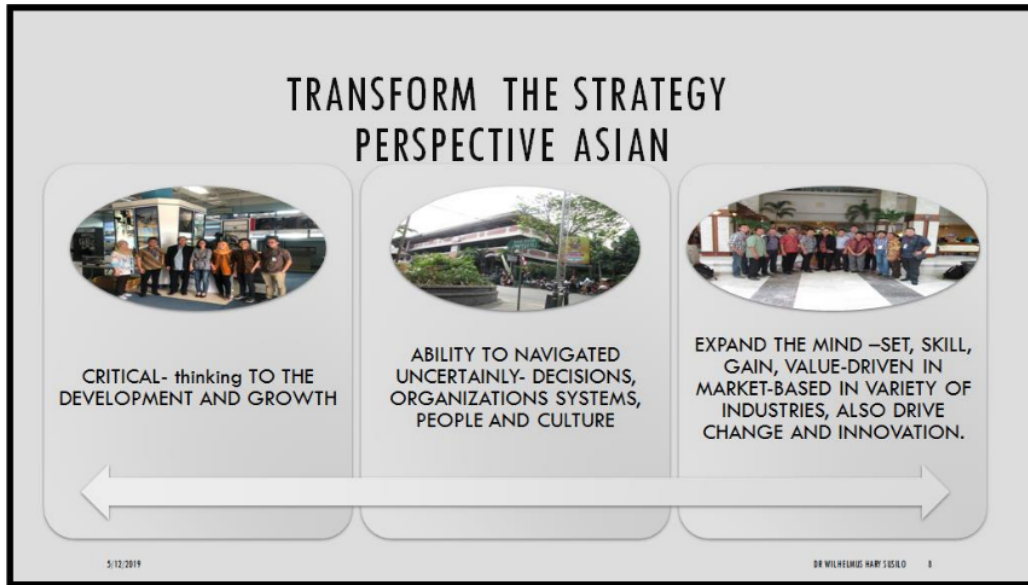 TRANSFORM THE STRATEGY
PERSPECTIVE ASIAN
CRITICAL- thinking TO THE
DEVELOPMENT AND GROWTH
ABILITY TO NAVIGATED
UNCERTAINLY- DECISIONS,
ORGANIZATIONS SYSTEMS,
PEOPLE AND CULTURE
EXPAND THE MIND –SET, SKILL,
GAIN, VALUE-DRIVEN IN
MARKET-BASED IN VARIETY OF
INDUSTRIES, ALSO DRIVE
CHANGE AND INNOVATION.
5/12/2019
DR WILHELMUS HARY SUSILO 8